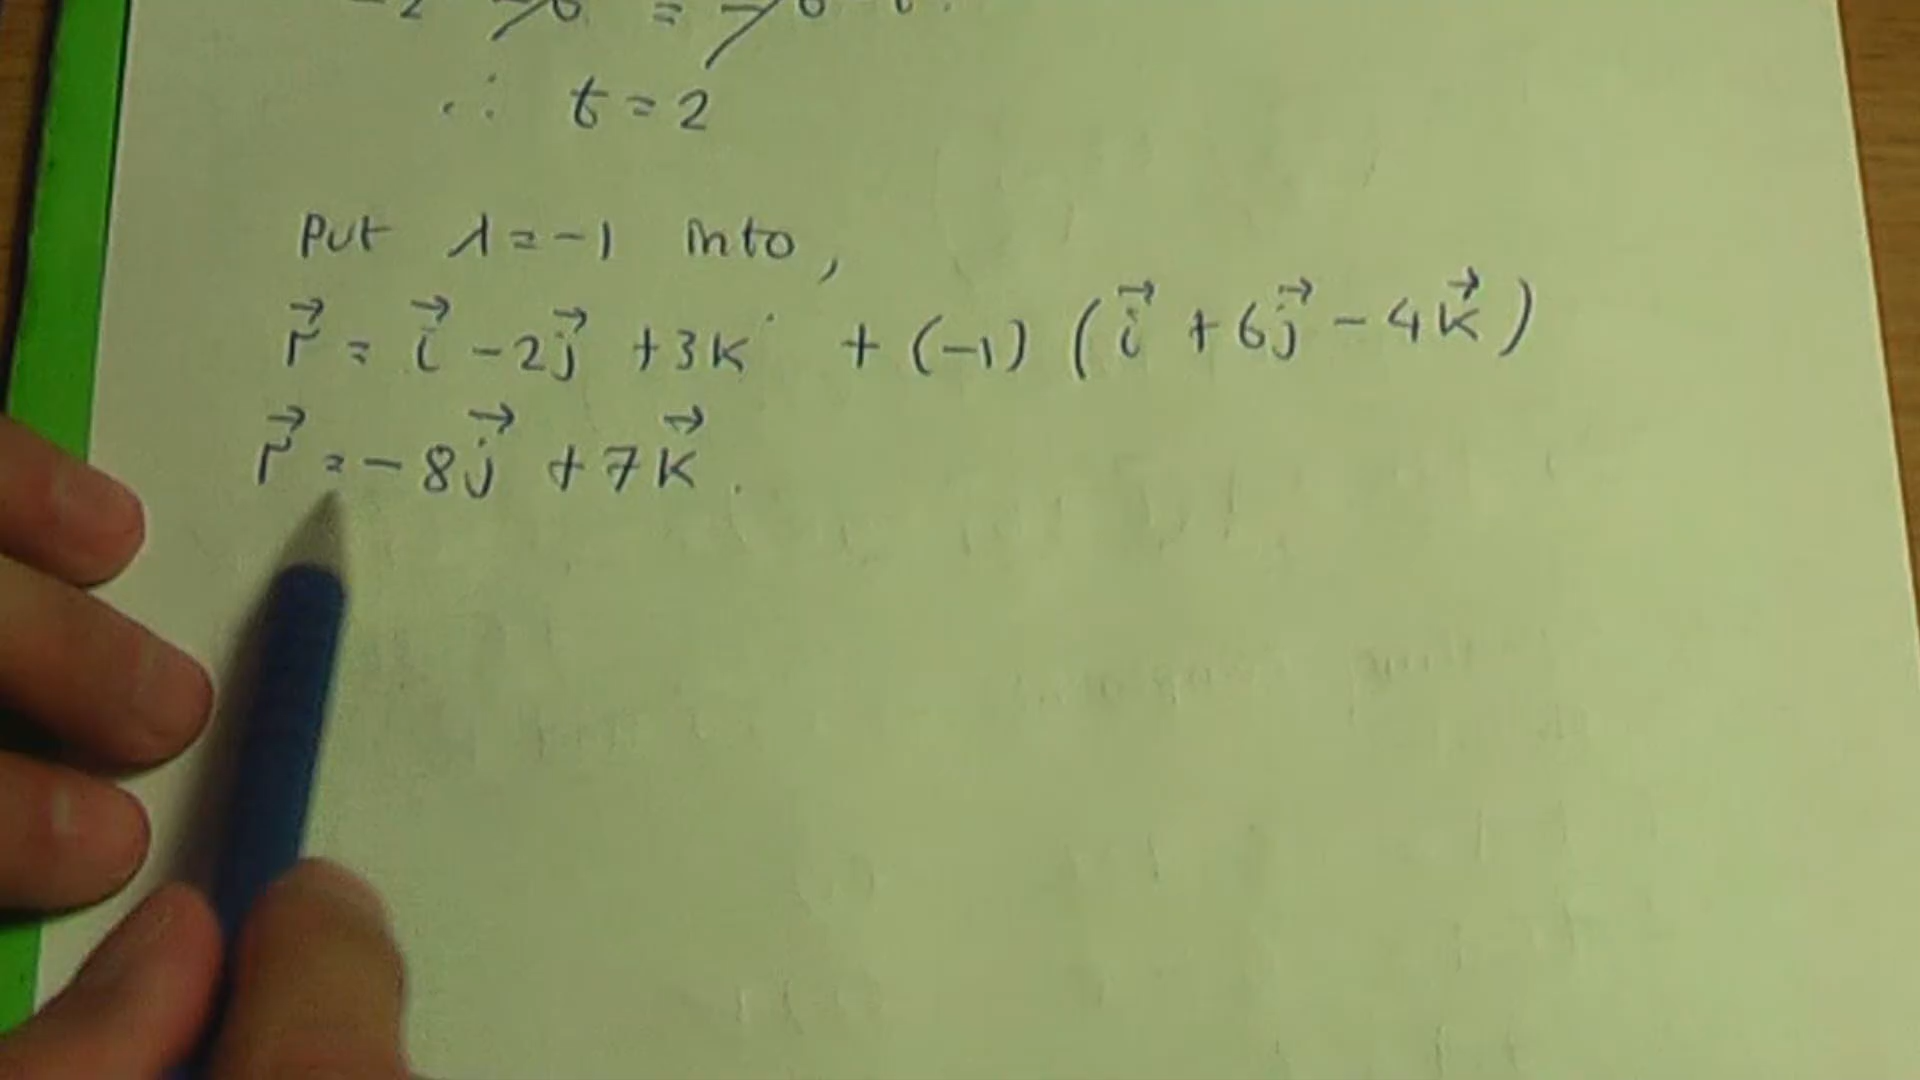 ∴ t = 2
Put λ = -1 into,
r⃗ = i⃗ - 2j⃗ + 3k + (-1) (i⃗ + 6j⃗ - 4k⃗)
r⃗ = -8j⃗ + 7k⃗.